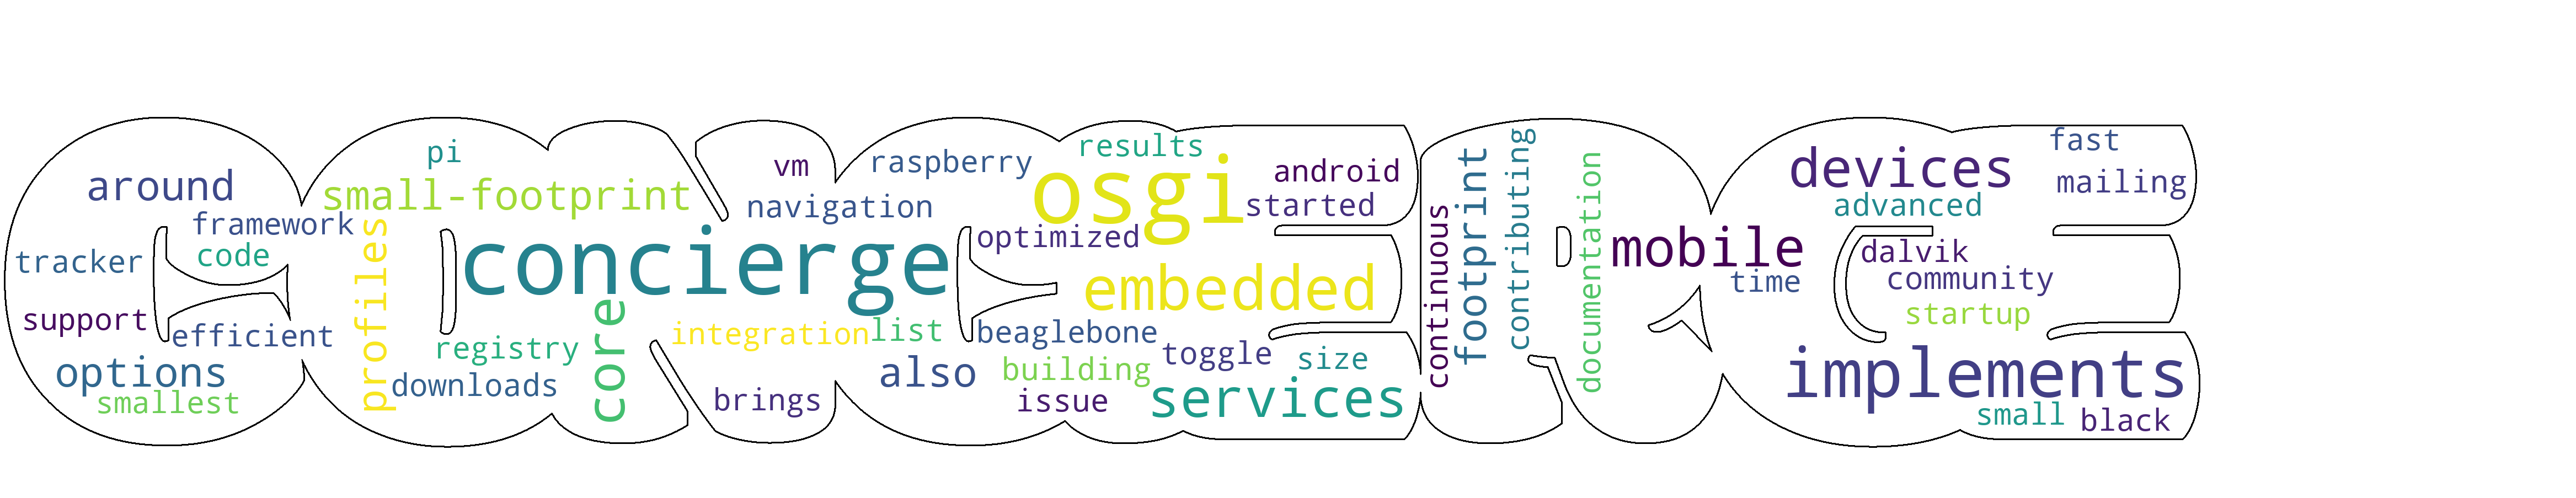 around
framework
tracker
code
support
efficient
options
smallest
pi
small-footprint
profiles
registry
downloads
core
concierge
vm
navigation
raspberry
integration
list
brings
also
results
osgi
android
started
optimized
embedded
beaglebone
toggle
size
building
issue
services
continuous
footprint
contributing
documentation
mobile
time
devices
advanced
fast
mailing
dalvik
community
startup
implements
small
black